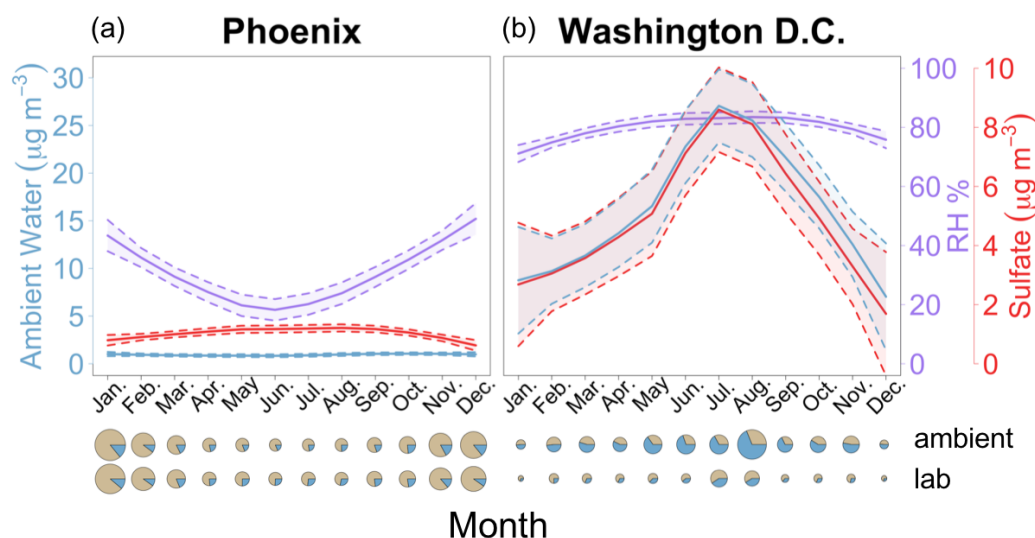 (a) Phoenix
(b) Washington D.C.
Ambient Water (μg m⁻³)
30
25
20
15
10
5
0
100
80
60
40
20
0
RH %
10
8
6
4
2
0
Sulfate (μg m⁻³)
Jan. Feb. Mar. Apr. May Jun. Jul. Aug. Sep. Oct. Nov. Dec.
Jan. Feb. Mar. Apr. May Jun. Jul. Aug. Sep. Oct. Nov. Dec.
ambient
lab
Month